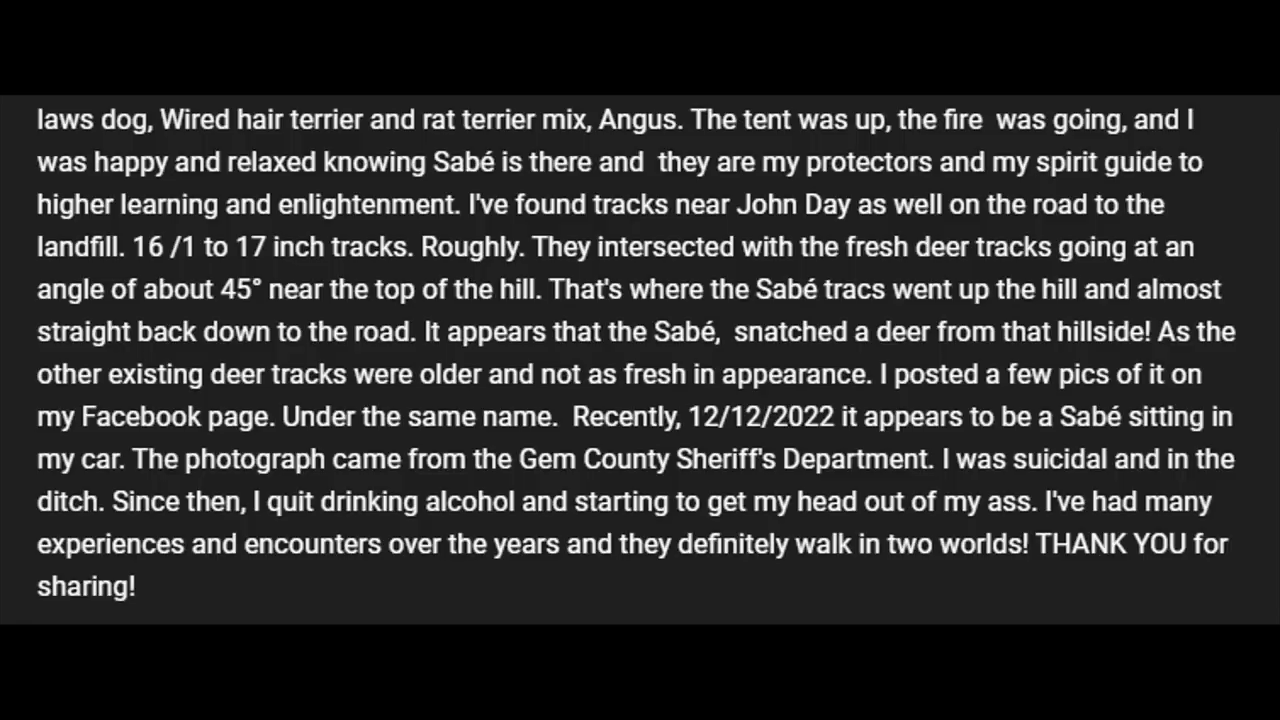 laws dog, Wired hair terrier and rat terrier mix, Angus. The tent was up, the fire  was going, and I
was happy and relaxed knowing Sabé is there and  they are my protectors and my spirit guide to
higher learning and enlightenment. I've found tracks near John Day as well on the road to the
landfill. 16 /1 to 17 inch tracks. Roughly. They intersected with the fresh deer tracks going at an
angle of about 45° near the top of the hill. That's where the Sabé tracs went up the hill and almost
straight back down to the road. It appears that the Sabé,  snatched a deer from that hillside! As the
other existing deer tracks were older and not as fresh in appearance. I posted a few pics of it on
my Facebook page. Under the same name.  Recently, 12/12/2022 it appears to be a Sabé sitting in
my car. The photograph came from the Gem County Sheriff's Department. I was suicidal and in the
ditch. Since then, I quit drinking alcohol and starting to get my head out of my ass. I've had many
experiences and encounters over the years and they definitely walk in two worlds! THANK YOU for
sharing!